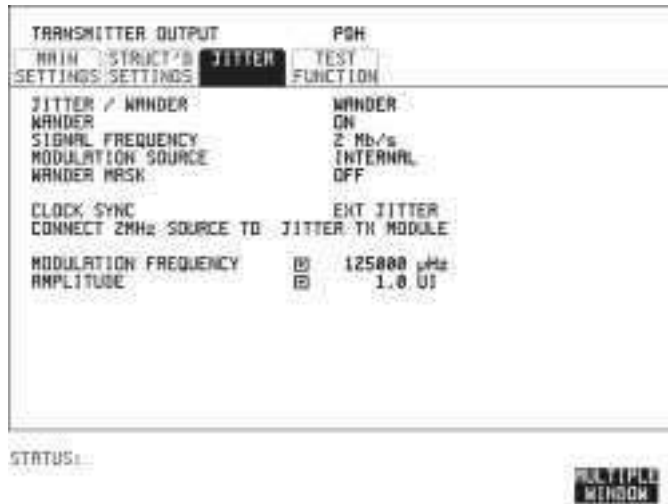 TRANSMITTER OUTPUT PDH
MAIN SETTINGS STRUCT'D SETTINGS JITTER TEST FUNCTION
JITTER / WANDER WANDER
WANDER ON
SIGNAL FREQUENCY 2 Mb/s
MODULATION SOURCE INTERNAL
WANDER MASK OFF
CLOCK SYNC EXT JITTER
CONNECT 2MHz SOURCE TO JITTER TX MODULE
MODULATION FREQUENCY 125000 µHz
AMPLITUDE 1.0 UI
STATUS:
MULTIPLE
WINDOW